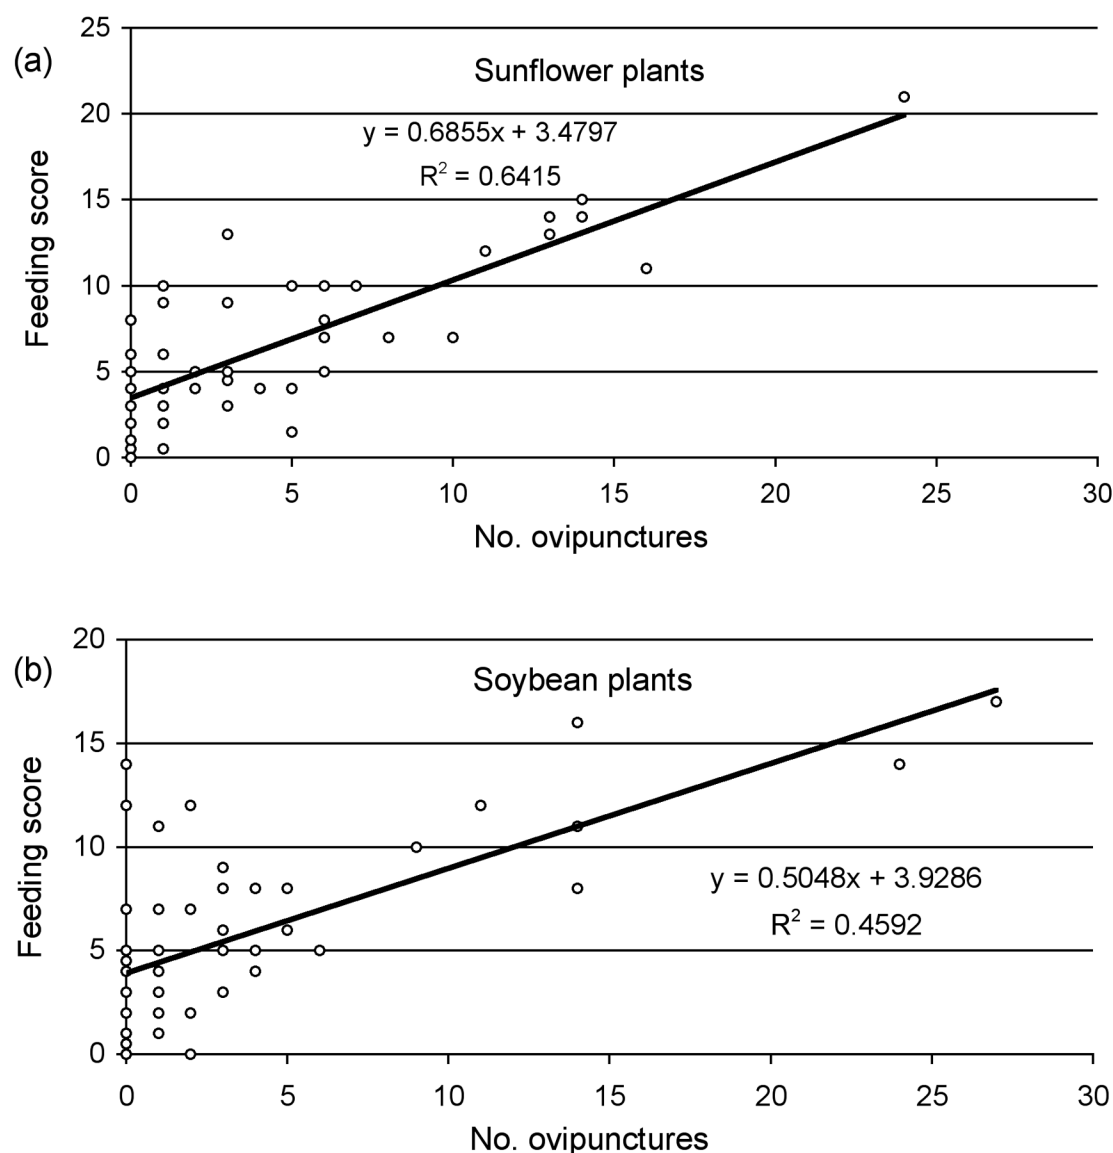 (a)
Sunflower plants
y = 0.6855x + 3.4797
R² = 0.6415
Feeding score
25
20
15
10
5
0
0 5 10 15 20 25 30
No. ovipunctures
(b)
Soybean plants
y = 0.5048x + 3.9286
R² = 0.4592
Feeding score
20
15
10
5
0
0 5 10 15 20 25 30
No. ovipunctures